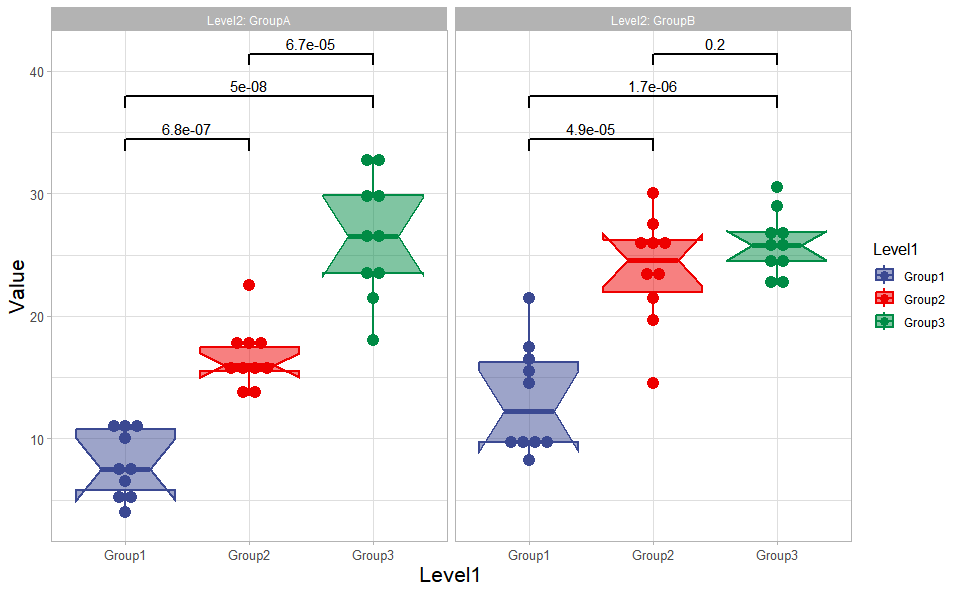 Level2: GroupA
Level2: GroupB
6.7e-05
0.2
5e-08
1.7e-06
6.8e-07
4.9e-05
40
30
20
10
Value
Group1
Group2
Group3
Group1
Group2
Group3
Level1
Level1
Group1
Group2
Group3